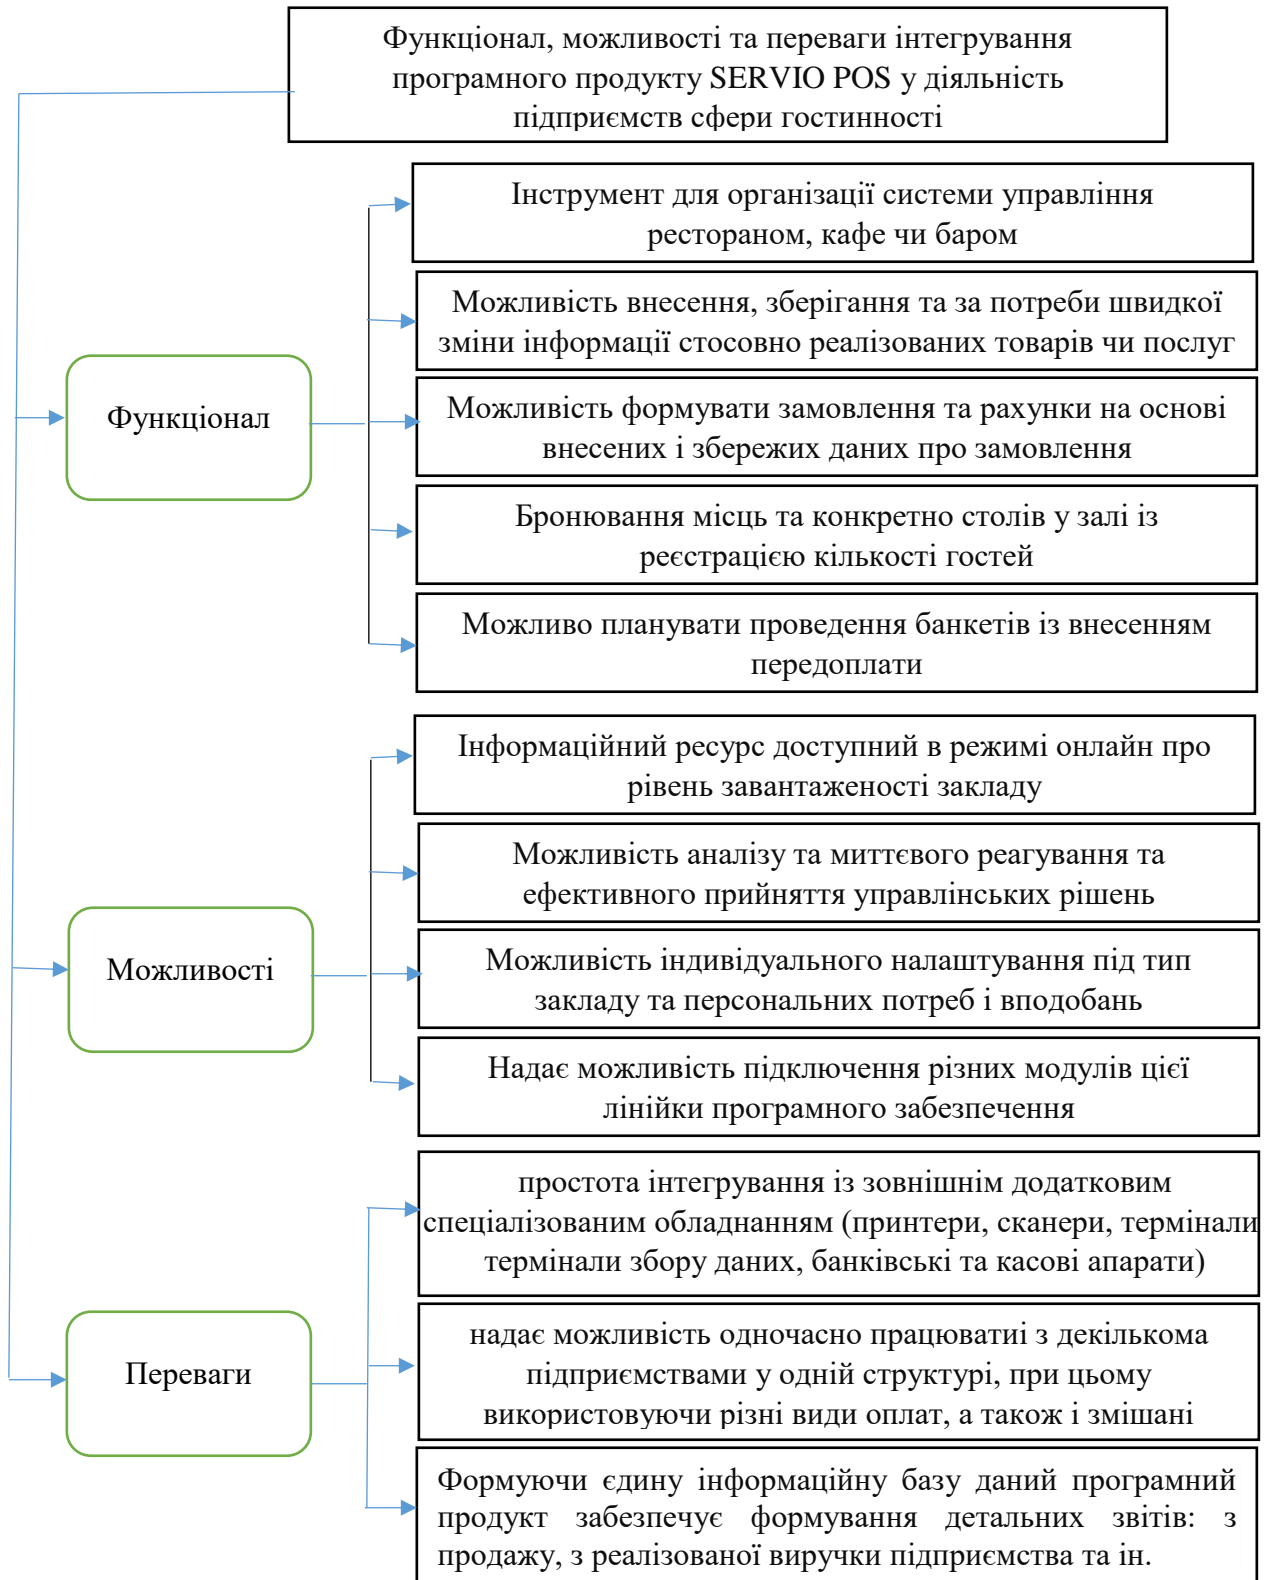 Функціонал, можливості та переваги інтегрування
програмного продукту SERVIO POS у діяльність
підприємств сфери гостинності
Функціонал
Інструмент для організації системи управління
рестораном, кафе чи баром
Можливість внесення, зберігання та за потреби швидкої
зміни інформації стосовно реалізованих товарів чи послуг
Можливість формувати замовлення та рахунки на основі
внесених і збережих даних про замовлення
Бронювання місць та конкретно столів у залі із
реєстрацією кількості гостей
Можливо планувати проведення банкетів із внесенням
передоплати
Можливості
Інформаційний ресурс доступний в режимі онлайн про
рівень завантаженості закладу
Можливість аналізу та миттєвого реагування та
ефективного прийняття управлінських рішень
Можливість індивідуального налаштування під тип
закладу та персональних потреб і вподобань
Надає можливість підключення різних модулів цієї
лінійки програмного забезпечення
Переваги
простота інтегрування із зовнішнім додатковим
спеціалізованим обладнанням (принтери, сканери, термінали
термінали збору даних, банківські та касові апарати)
надає можливість одночасно працюватиі з декількома
підприємствами у одній структурі, при цьому
використовуючи різні види оплат, а також і змішані
Формуючи єдину інформаційну базу даний програмний
продукт забезпечує формування детальних звітів: з
продажу, з реалізованої виручки підприємства та ін.